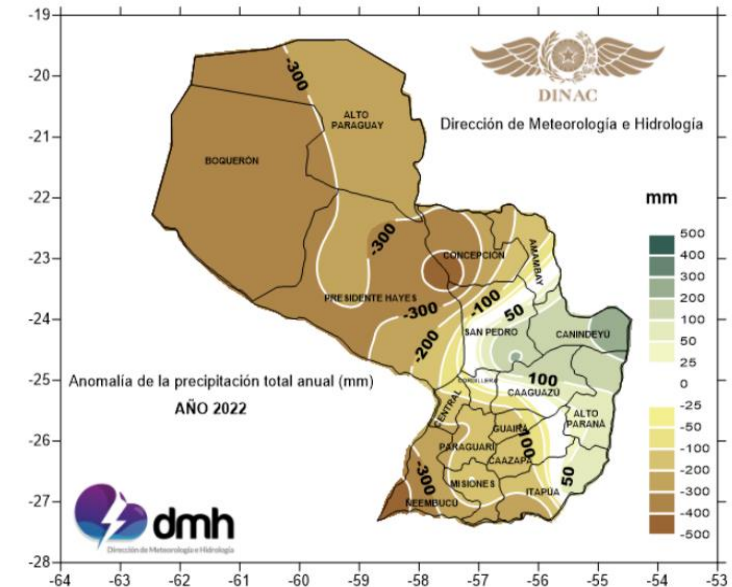 -19
-20
-21
-22
-23
-24
-25
-26
-27
-28
-64
-63
-62
-61
-60
-59
-58
-57
-56
-55
-54
-53
DINAC
Dirección de Meteorología e Hidrología
-300
ALTO
PARAGUAY
BOQUERÓN
-300
CONCEPCIÓN
AMAMBAY
PRESIDENTE HAYES
-300
-100
50
-200
SAN PEDRO
CANINDEYÚ
CORDILLERA
100
CAAGUAZÚ
CENTRAL
ALTO
PARANÁ
GUAIRÁ
100
PARAGUARÍ
CAAZAPÁ
-300
MISIONES
ITAPÚA
50
ÑEEMBUCÚ
Anomalía de la precipitación total anual (mm)
AÑO 2022
mm
500
400
300
200
100
50
25
0
-25
-50
-100
-200
-300
-400
-500
dmh
Dirección de Meteorología e Hidrología